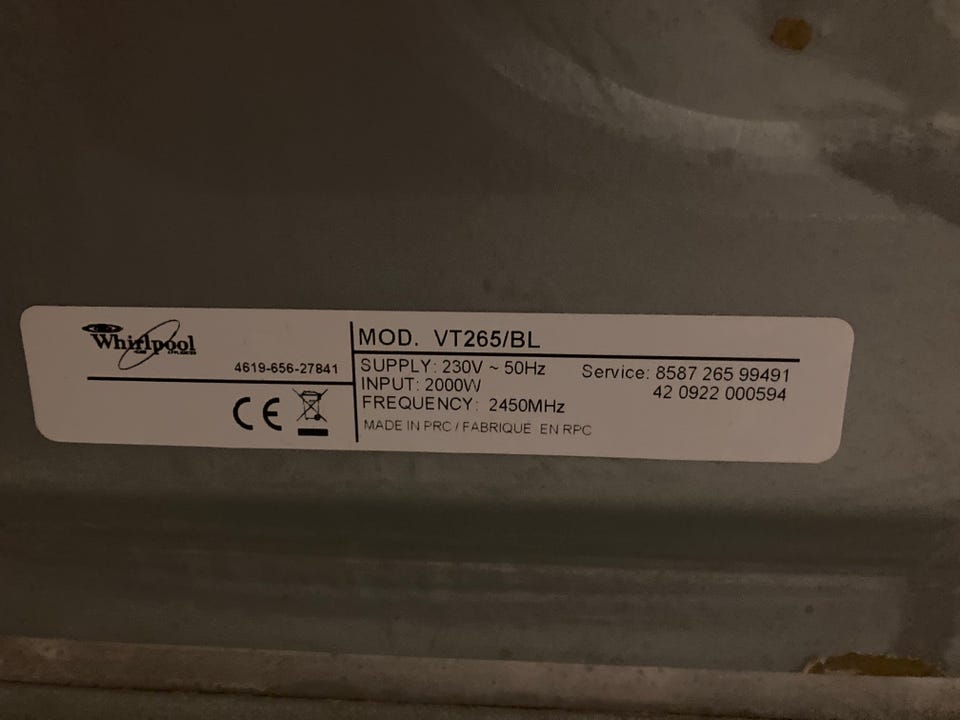 Whirlpool
4619-656-27841
CE
MOD. VT265/BL
SUPPLY: 230V ~ 50Hz
INPUT: 2000W
FREQUENCY: 2450MHz
MADE IN PRC / FABRIQUE EN RPC
Service: 8587 265 99491
42 0922 000594